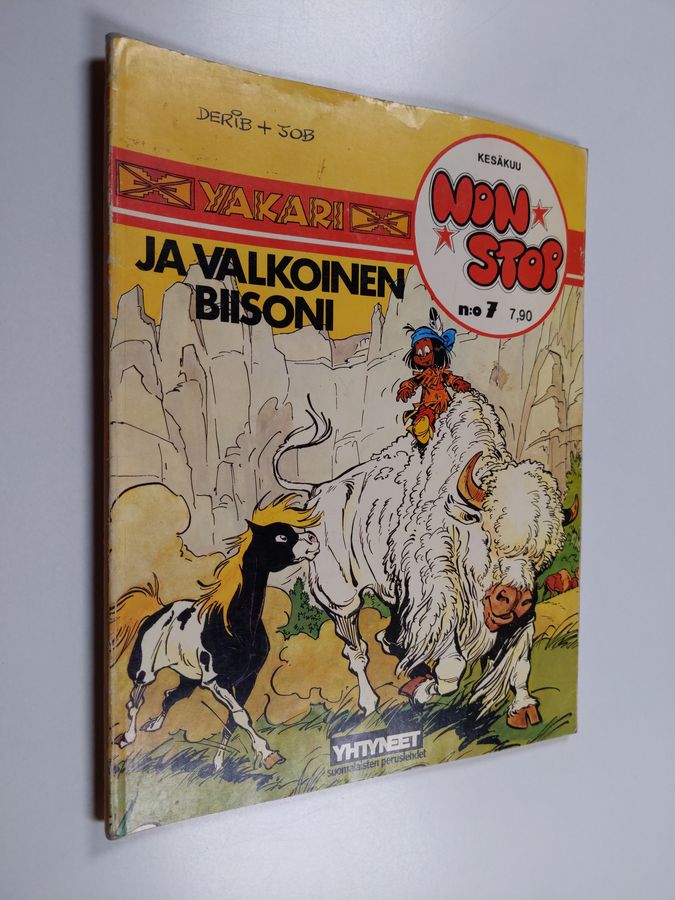 DERIB + JOB
YAKARI
JA VALKOINEN
BIISONI
KESÄKUU
NON
STOP
n:o 7 7,90
YHTYNEET
suomalaisten peruslehdet